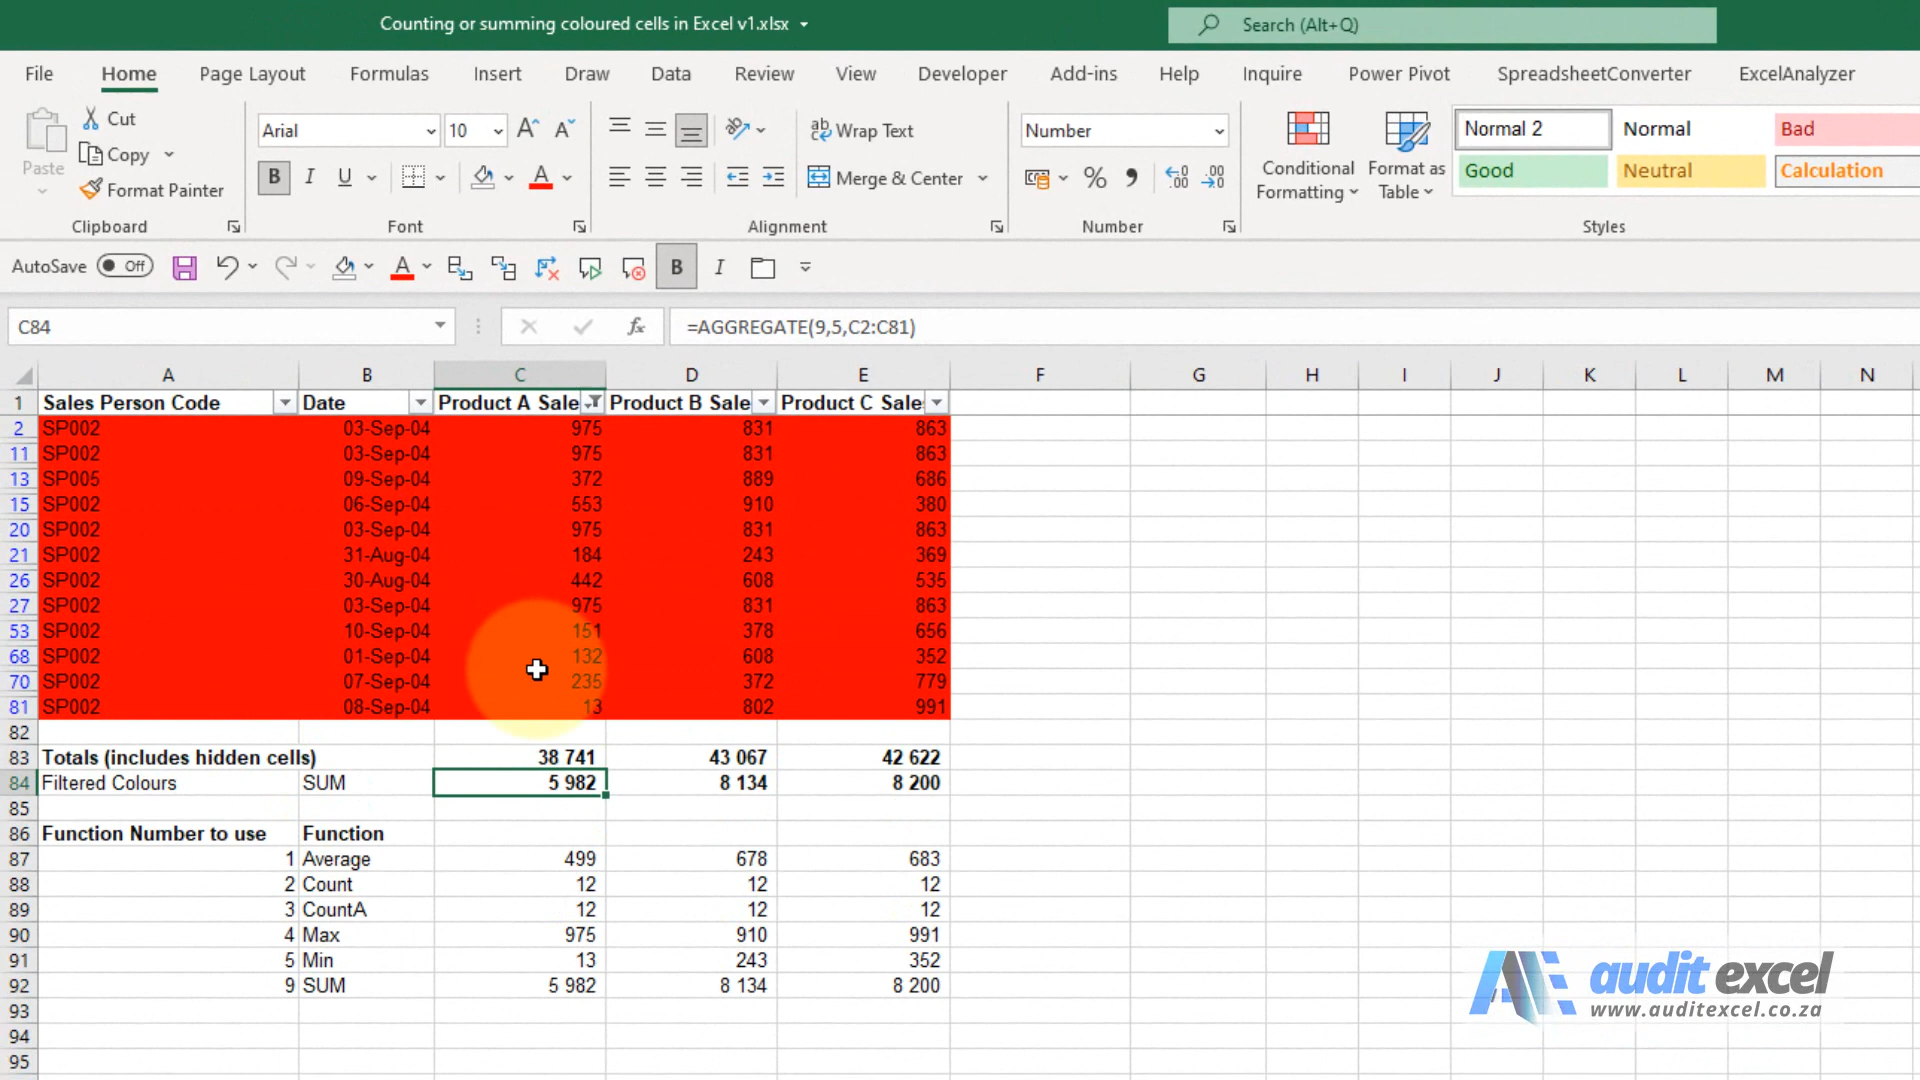 Counting or summing coloured cells in Excel v1.xlsx
Search (Alt+Q)
File Home Page Layout Formulas Insert Draw Data Review View Developer Add-ins Help Inquire Power Pivot SpreadsheetConverter ExcelAnalyzer
Paste
Cut
Copy
Format Painter
Clipboard
Arial 10
B I U
Font
Wrap Text
Merge & Center
Alignment
Number
%
Number
Conditional Formatting
Format as Table
Normal 2 Normal Bad
Good Neutral Calculation
Styles
AutoSave Off
B I
C84 fx =AGGREGATE(9,5,C2:C81)
A B C D E F G H I J K L M N
1 Sales Person Code Date Product A Sale Product B Sale Product C Sale
2 SP002 03-Sep-04 975 831 863
11 SP002 03-Sep-04 975 831 863
13 SP005 09-Sep-04 372 889 686
15 SP002 06-Sep-04 553 910 380
20 SP002 03-Sep-04 975 831 863
21 SP002 31-Aug-04 184 243 369
26 SP002 30-Aug-04 442 608 535
27 SP002 03-Sep-04 975 831 863
53 SP002 10-Sep-04 151 378 656
68 SP002 01-Sep-04 132 608 352
70 SP002 07-Sep-04 235 372 779
81 SP002 08-Sep-04 13 802 991
82
83 Totals (includes hidden cells) 38 741 43 067 42 622
84 Filtered Colours SUM 5 982 8 134 8 200
85
86 Function Number to use Function
87 1 Average 499 678 683
88 2 Count 12 12 12
89 3 CountA 12 12 12
90 4 Max 975 910 991
91 5 Min 13 243 352
92 9 SUM 5 982 8 134 8 200
93
94
95
audit excel
www.auditexcel.co.za